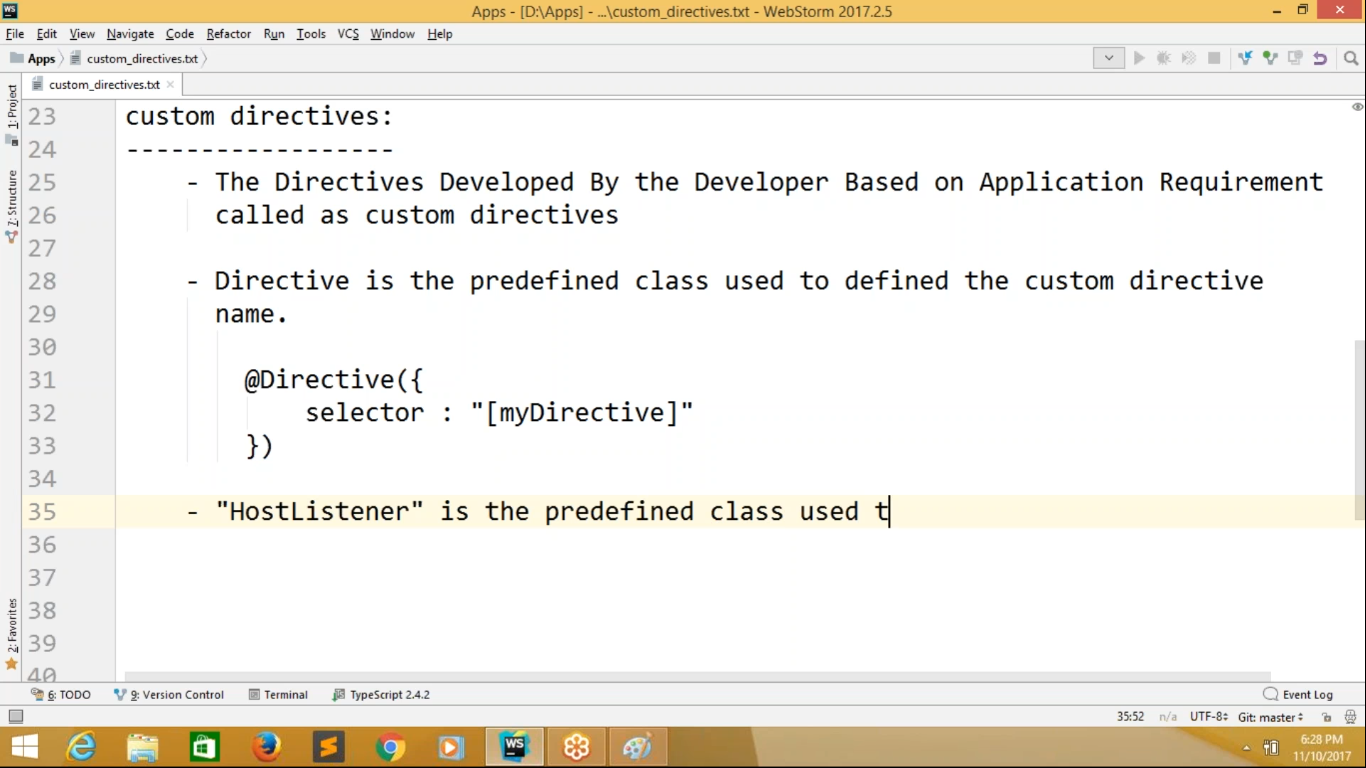 Apps - [D:\Apps] - ...\custom_directives.txt - WebStorm 2017.2.5
File Edit View Navigate Code Refactor Run Tools VCS Window Help
Apps custom_directives.txt
custom_directives.txt
1: Project
7: Structure
2: Favorites
23 custom directives:
24 ------------------
25 - The Directives Developed By the Developer Based on Application Requirement
26 called as custom directives
27
28 - Directive is the predefined class used to defined the custom directive
29 name.
30
31 @Directive({
32 selector : "[myDirective]"
33 })
34
35 - "HostListener" is the predefined class used t
36
37
38
39
40
6: TODO 9: Version Control Terminal TypeScript 2.4.2 Event Log
35:52 n/a UTF-8 Git: master
WS
6:28 PM
11/10/2017